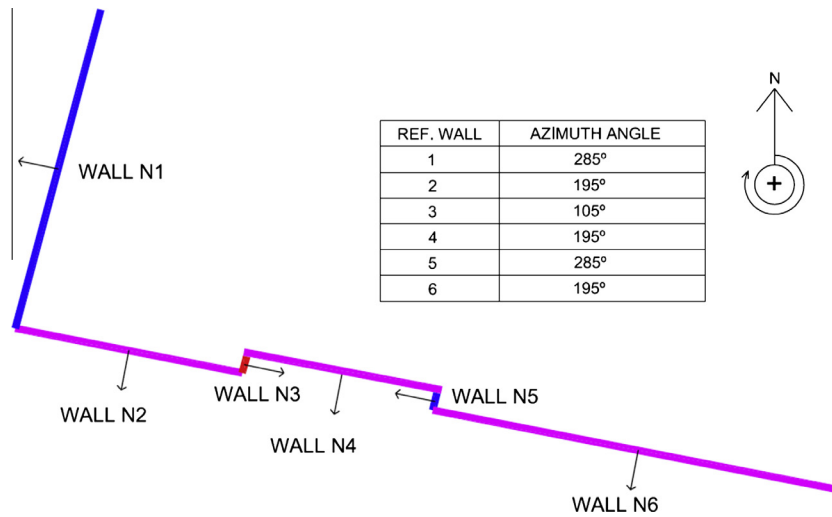 N
REF. WALL AZIMUTH ANGLE
1 285º
2 195º
3 105º
4 195º
5 285º
6 195º
WALL N1
WALL N2
WALL N3
WALL N4
WALL N5
WALL N6